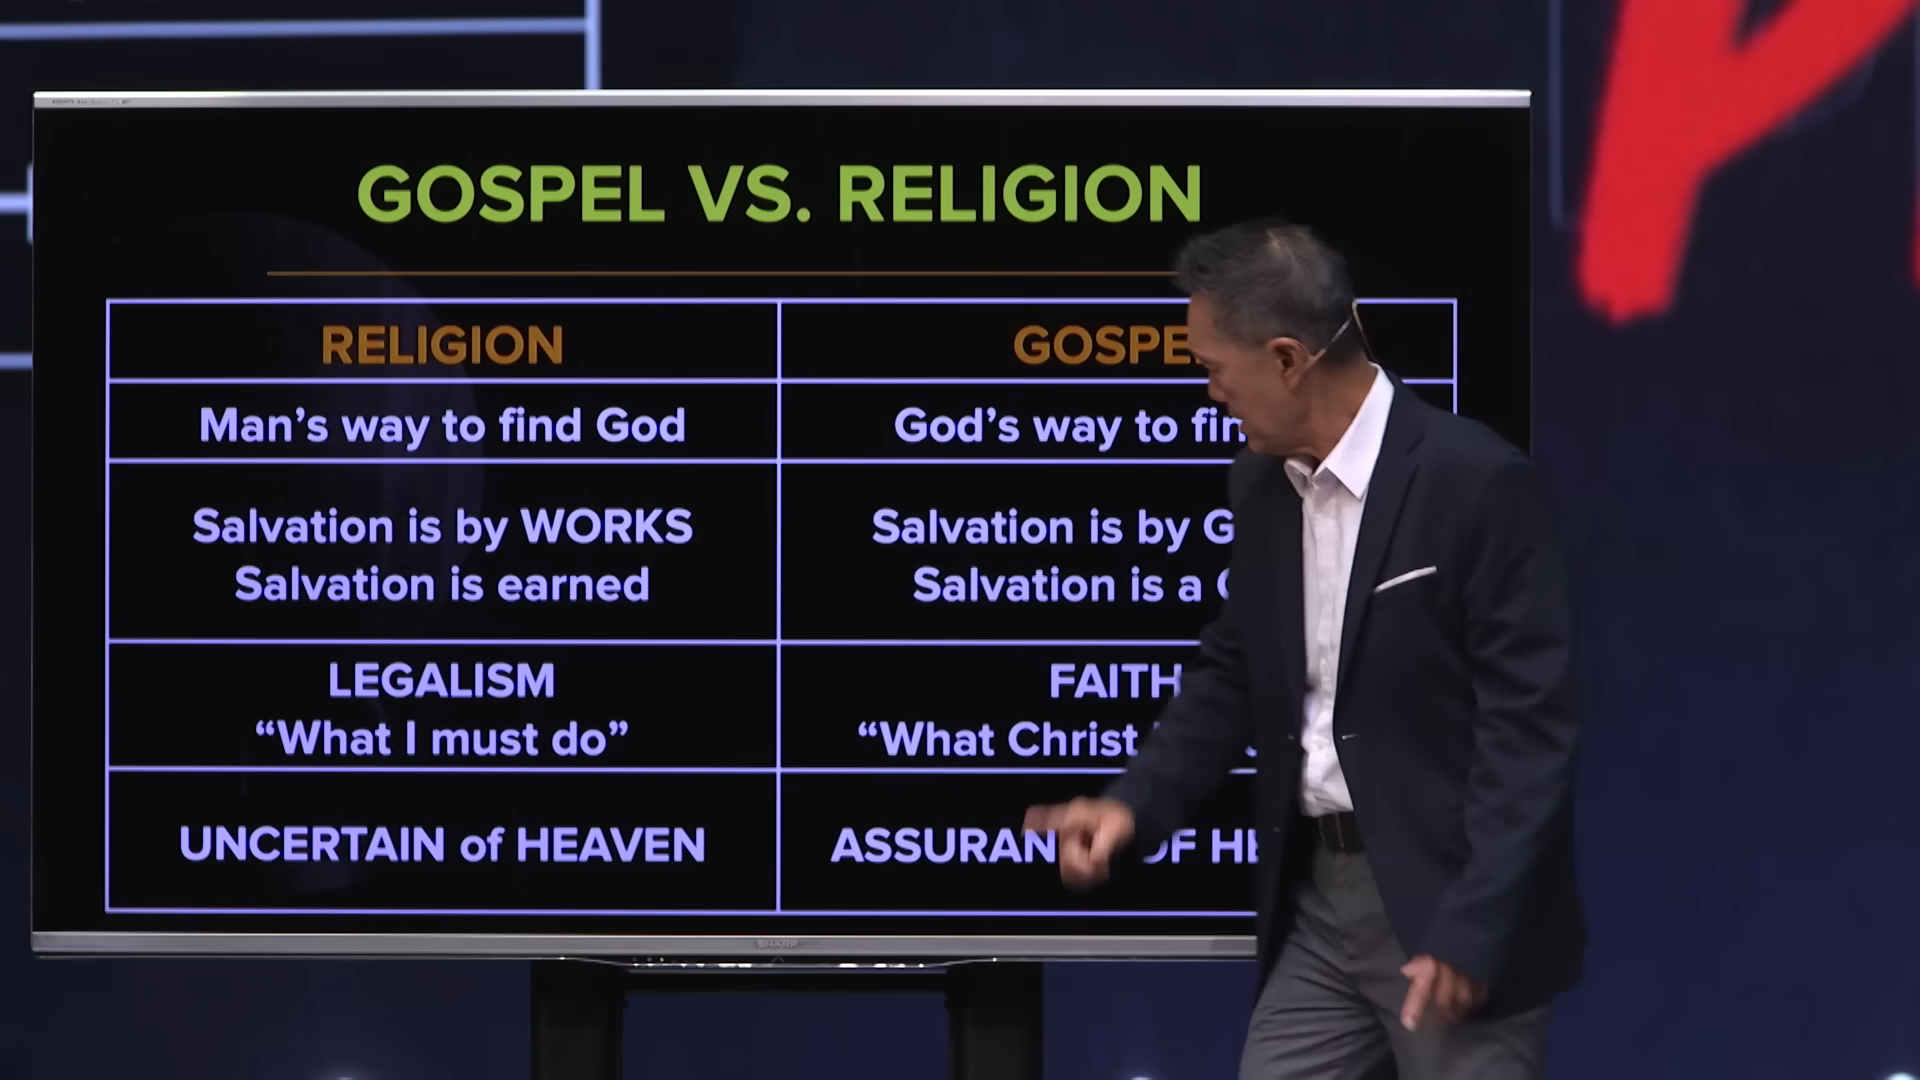 GOSPEL VS. RELIGION
RELIGION
GOSPE
Man’s way to find God
God’s way to fin
Salvation is by WORKS
Salvation is earned
Salvation is by G
Salvation is a
LEGALISM
“What I must do”
FAITH
“What Christ
UNCERTAIN of HEAVEN
ASSURAN OF HE
SHARP